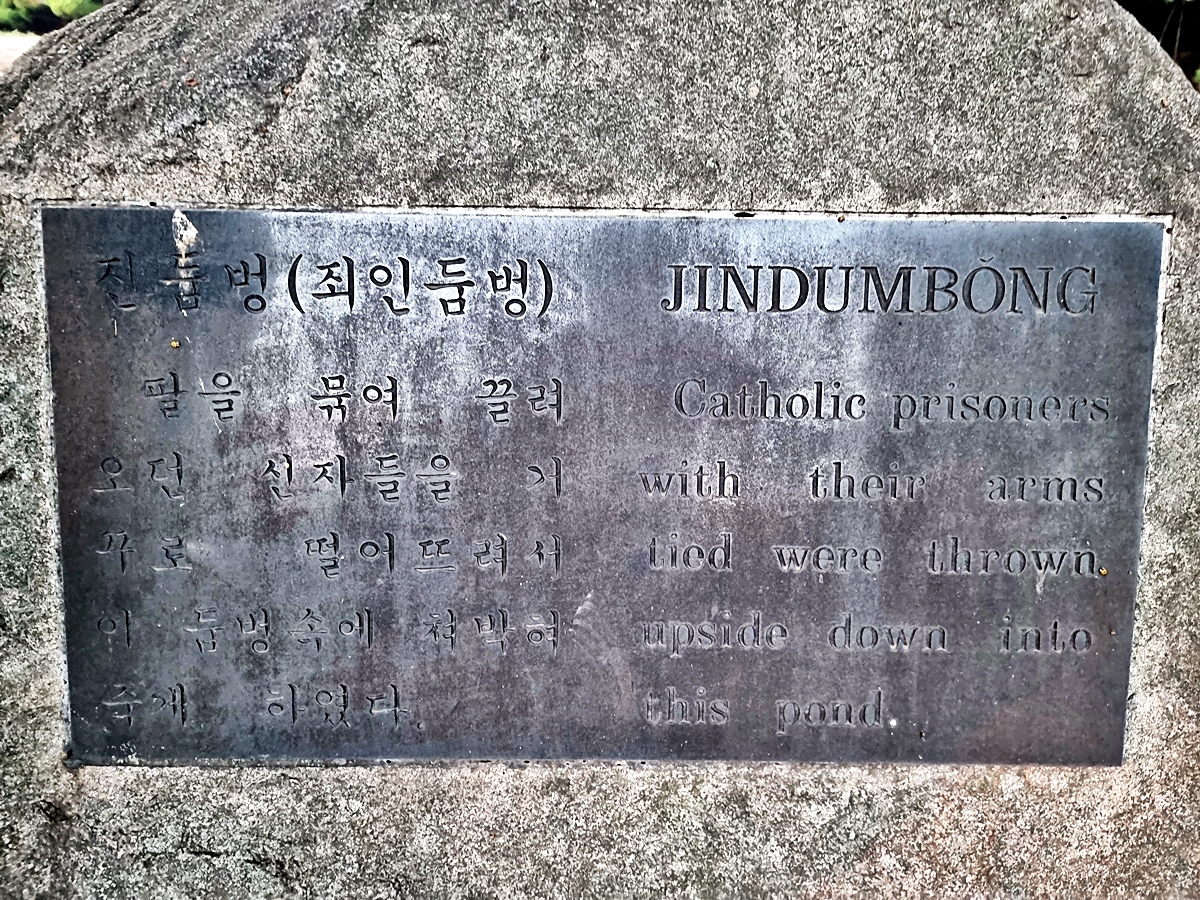 진둠벙(죄인둠벙)
팔을 묶여 끌려
오던 신자들을 거
꾸로 떨어뜨려서
이 둠벙속에 쳐박혀
죽게 하였다.
JINDUMBŎNG
Catholic prisoners
with their arms
tied were thrown
upside down into
this pond.